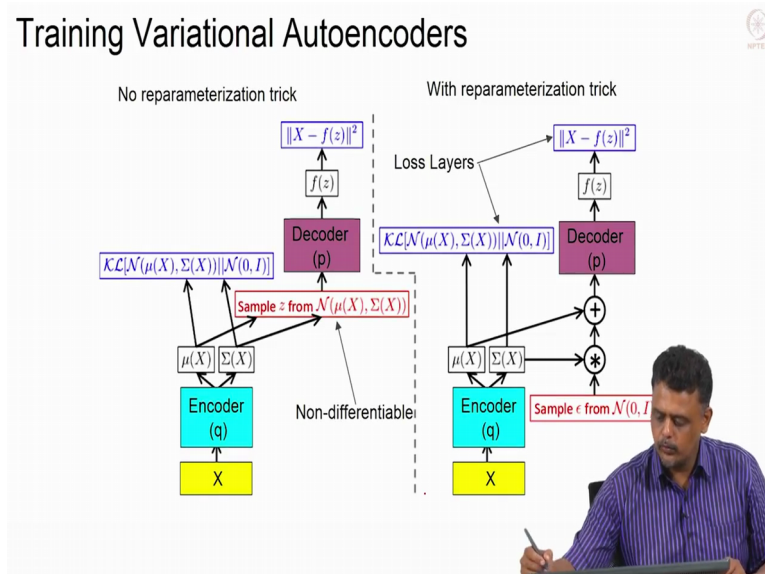 Training Variational Autoencoders
NPTE
No reparameterization trick
‖X − f(z)‖²
f(z)
Decoder
(p)
𝒦ℒ[𝒩(μ(X), Σ(X))||𝒩(0, I)]
Sample z from 𝒩(μ(X), Σ(X))
μ(X) Σ(X)
Non-differentiable
Encoder
(q)
X
With reparameterization trick
‖X − f(z)‖²
Loss Layers
f(z)
𝒦ℒ[𝒩(μ(X), Σ(X))||𝒩(0, I)]
Decoder
(p)
+
μ(X) Σ(X)
*
Encoder
(q)
Sample ϵ from 𝒩(0, I
X